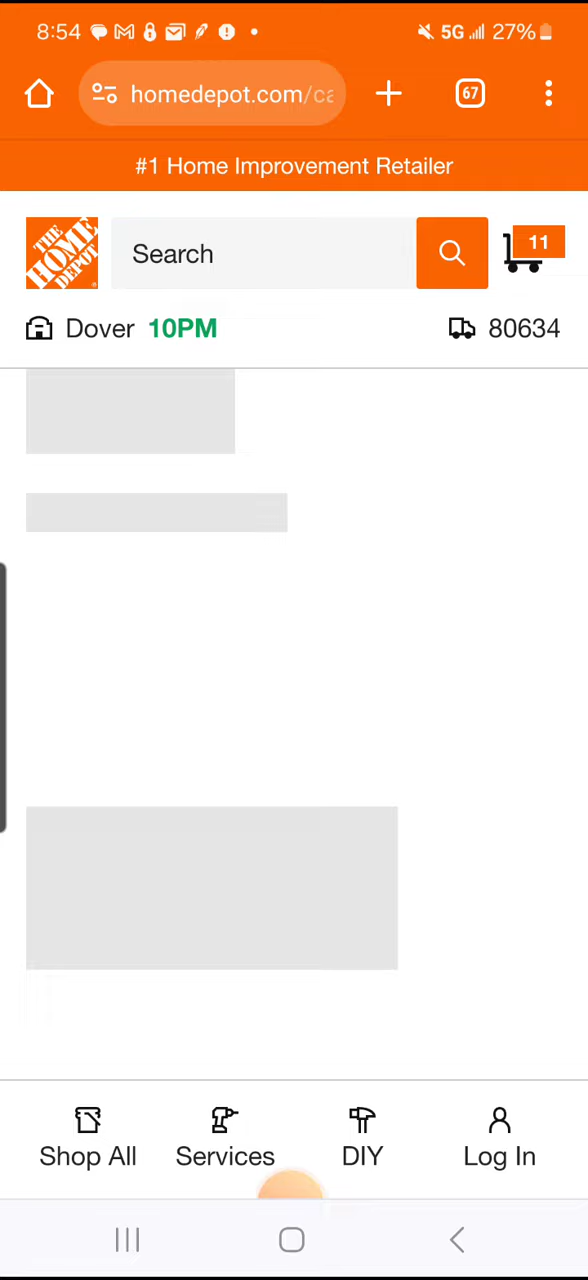 8:54 5G 27%
homedepot.com/ca
67
#1 Home Improvement Retailer
THE HOME DEPOT
Search
11
Dover 10PM 80634
Shop All Services DIY Log In